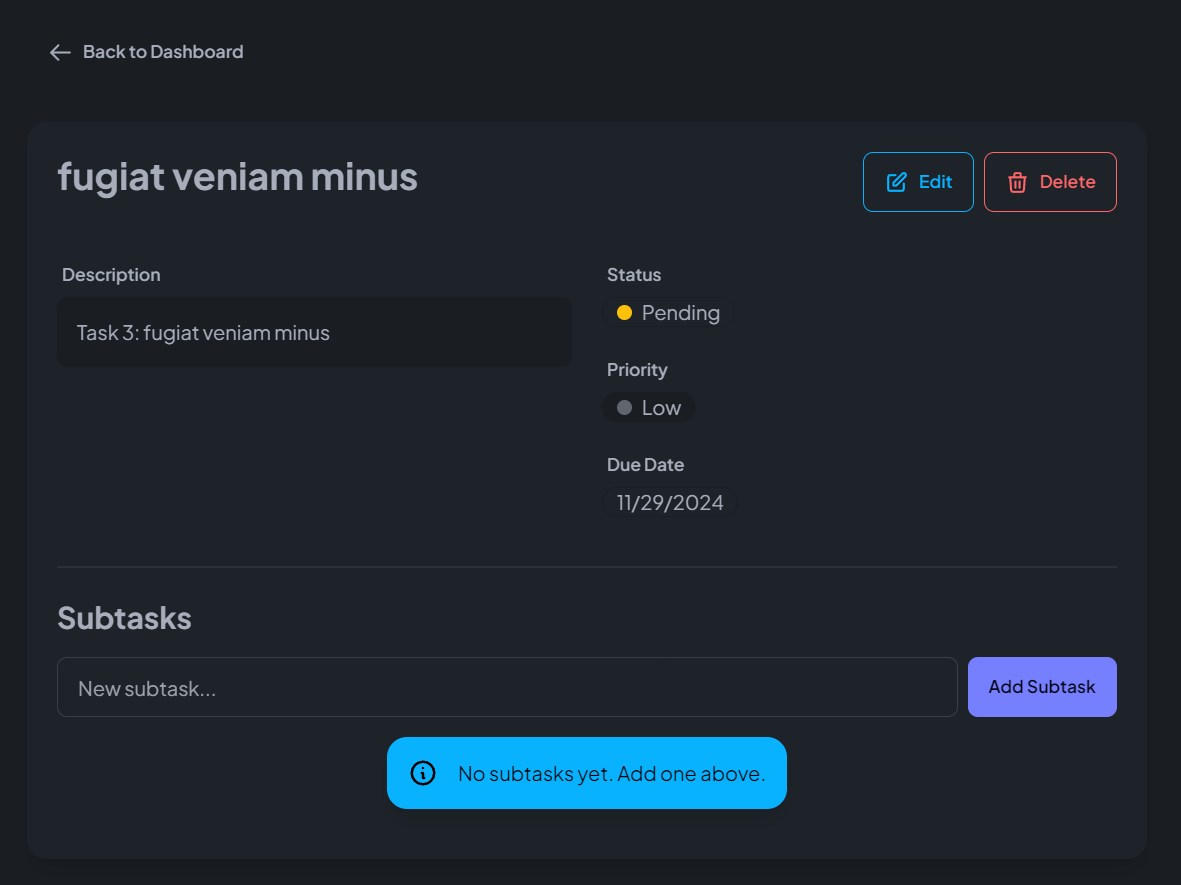 Back to Dashboard
fugiat veniam minus
Edit
Delete
Description
Task 3: fugiat veniam minus
Status
Pending
Priority
Low
Due Date
11/29/2024
Subtasks
New subtask...
Add Subtask
No subtasks yet. Add one above.